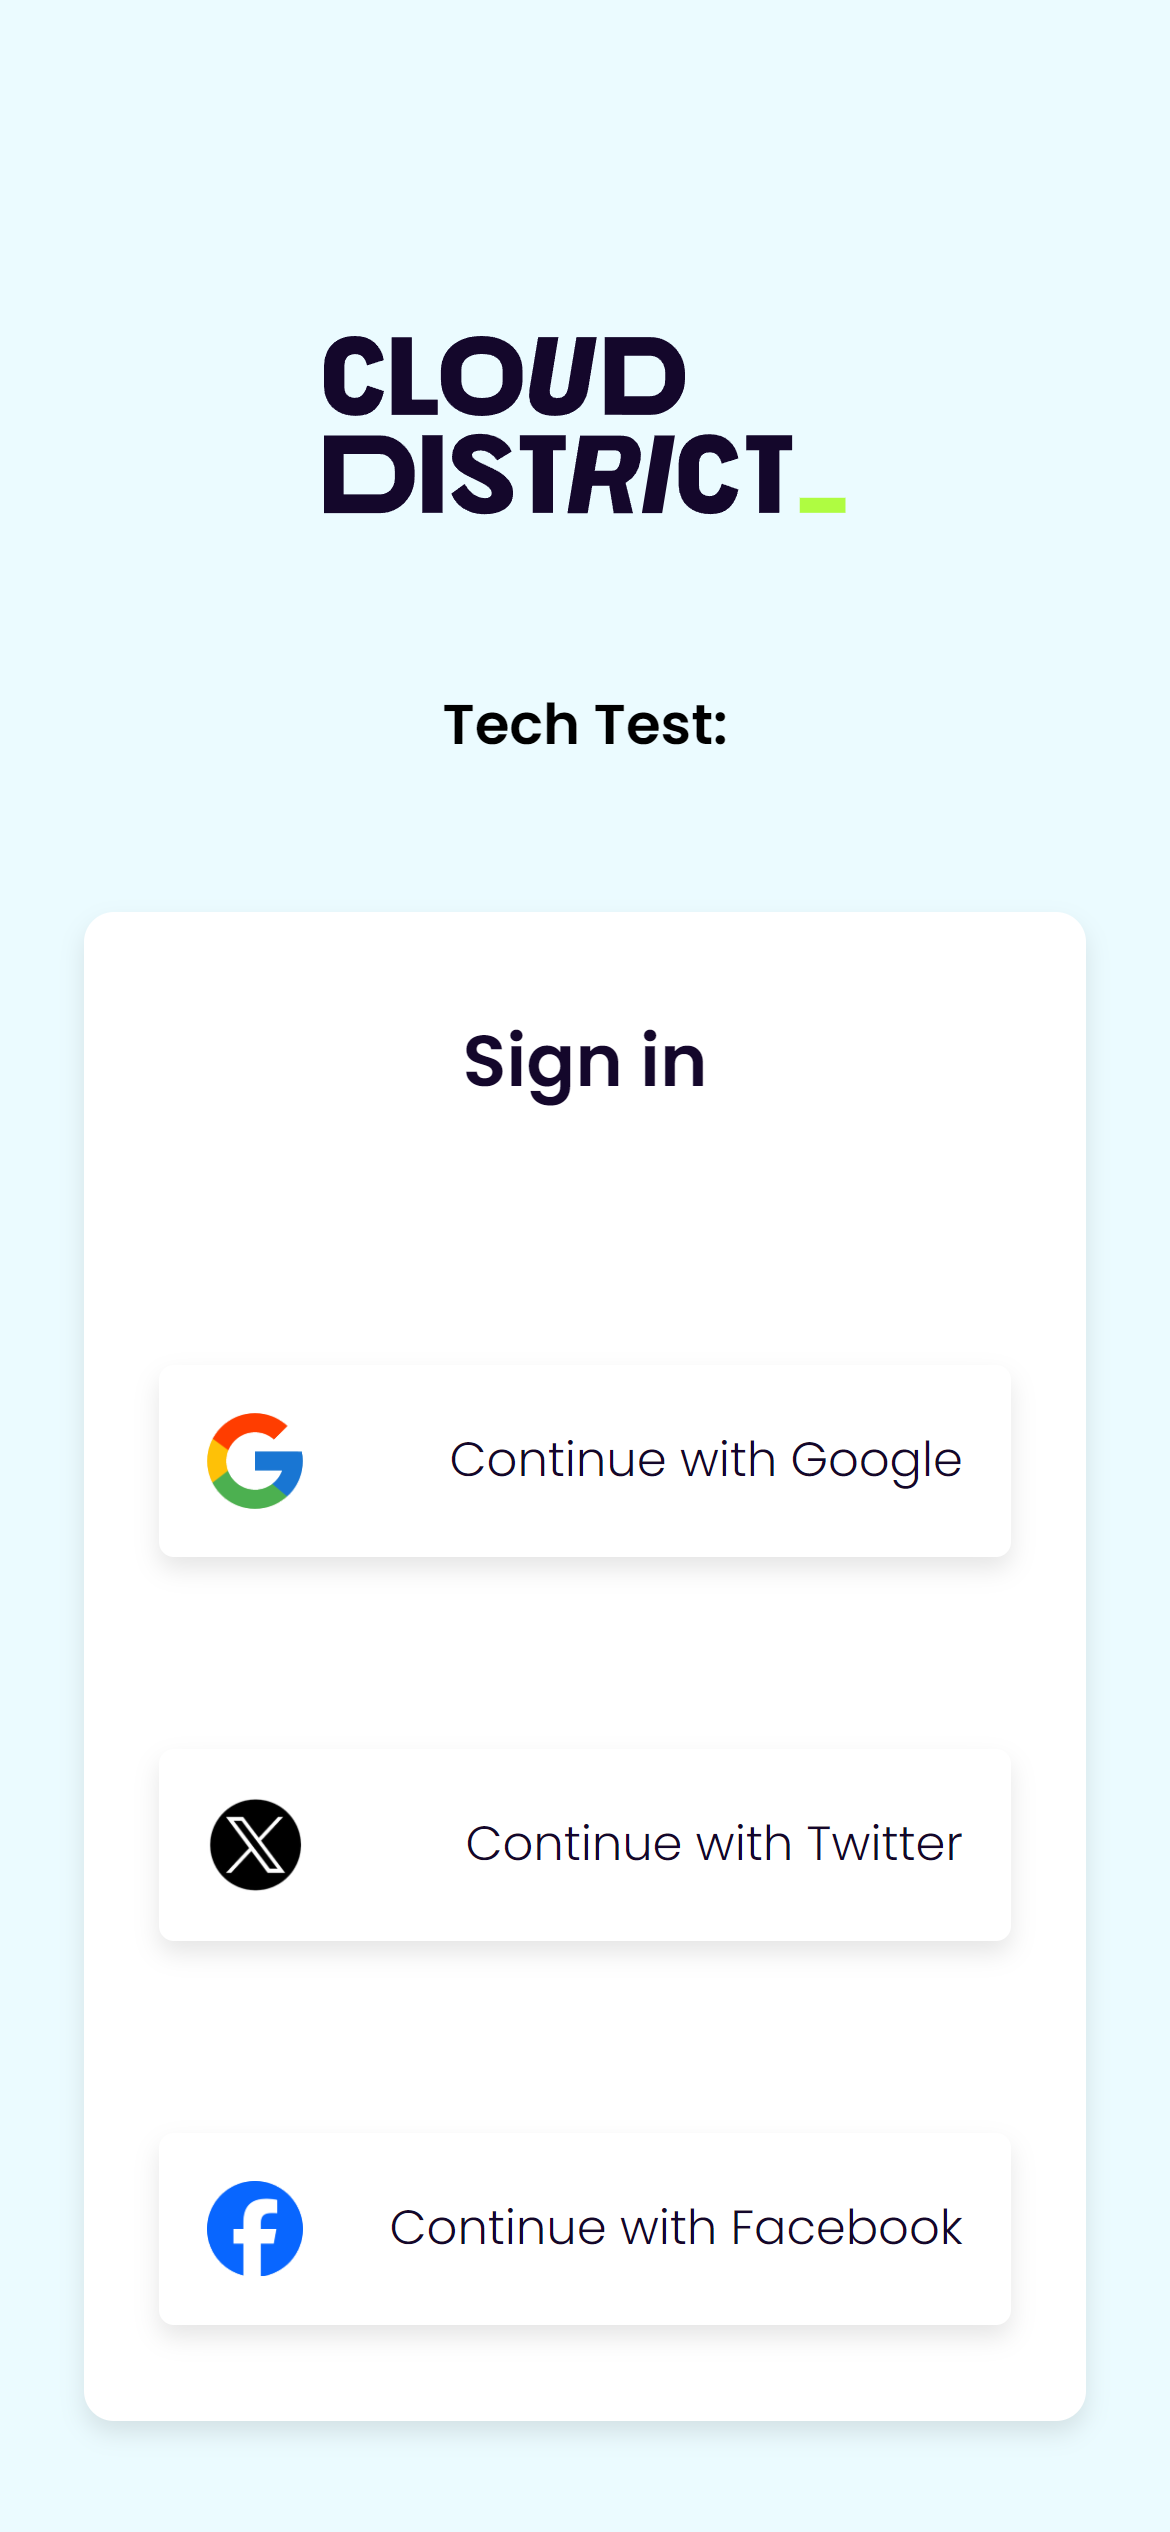 CLOUD
DISTRICT_
Tech Test:
Sign in
Continue with Google
Continue with Twitter
Continue with Facebook